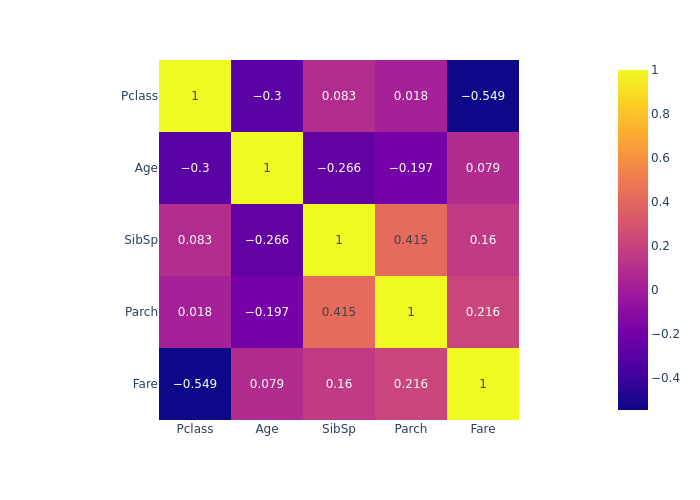 Pclass 1 −0.3 0.083 0.018 −0.549
Age −0.3 1 −0.266 −0.197 0.079
SibSp 0.083 −0.266 1 0.415 0.16
Parch 0.018 −0.197 0.415 1 0.216
Fare −0.549 0.079 0.16 0.216 1
Pclass Age SibSp Parch Fare
1
0.8
0.6
0.4
0.2
0
−0.2
−0.4